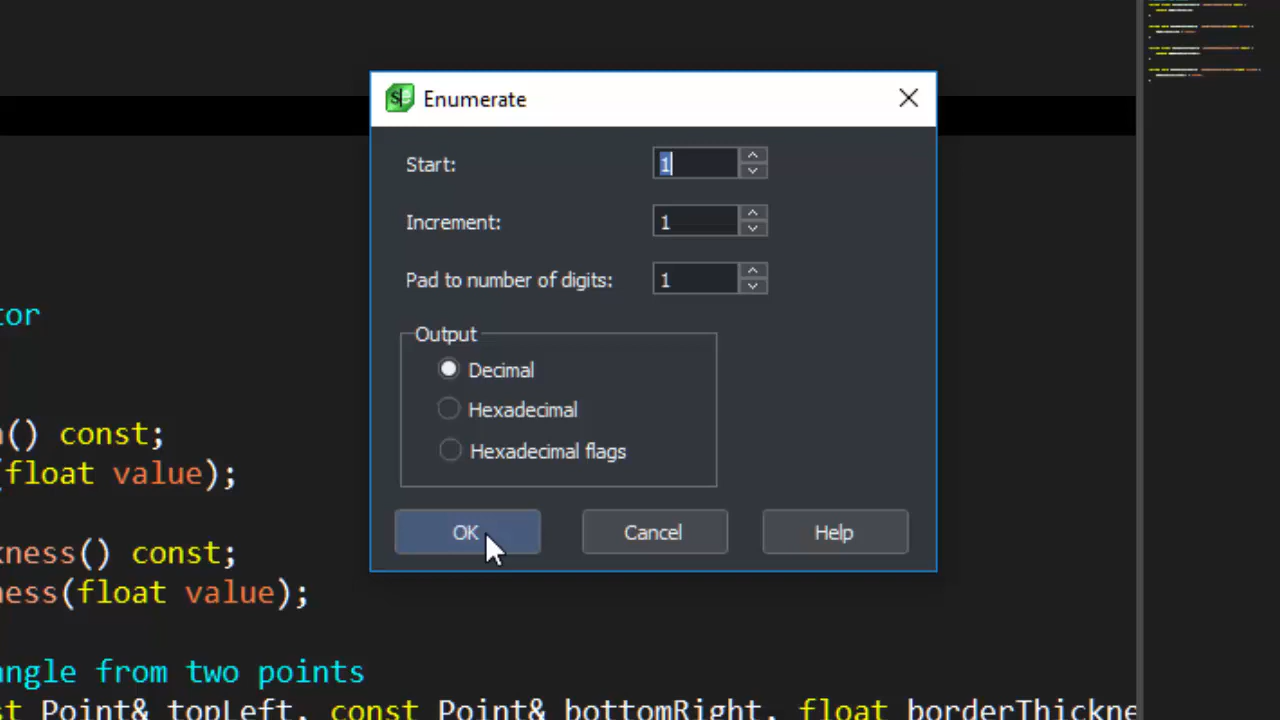 Enumerate
Start: 1
Increment: 1
Pad to number of digits: 1
tor
Output
Decimal
Hexadecimal
() const;
Hexadecimal flags
(float value);
OK Cancel Help
kness() const;
ness(float value);
angle from two points
st Point& topLeft, const Point& bottomRight, float borderThickne